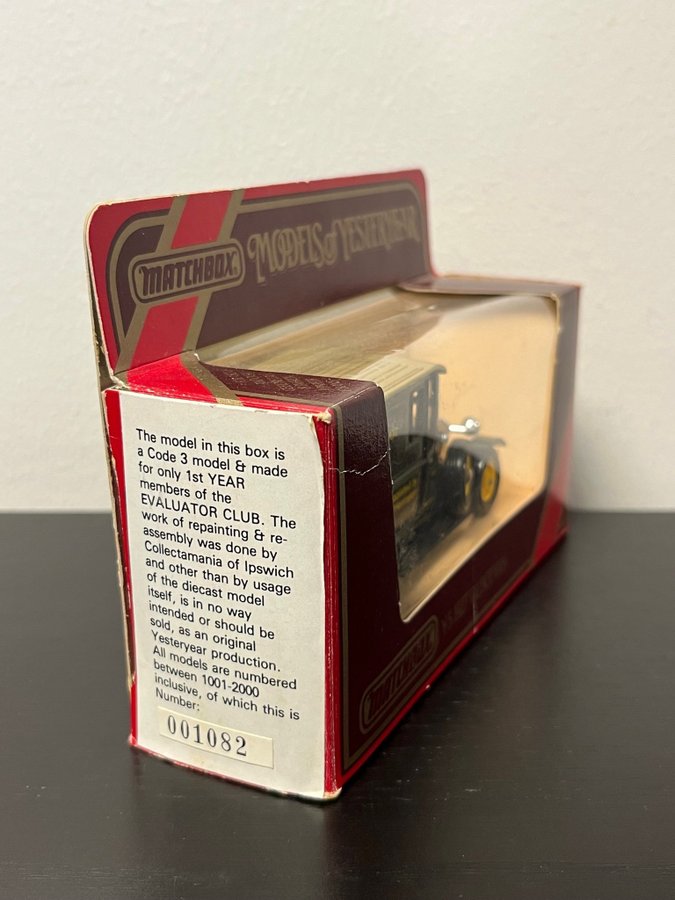 MATCHBOX
MODELS of YESTERYEAR
The model in this box is
a Code 3 model & made
for only 1st YEAR
members of the
EVALUATOR CLUB. The
work of repainting & re-
assembly was done by
Collectamania of Ipswich
and other than by usage
of the diecast model
itself, is in no way
intended or should be
sold, as an original
Yesteryear production.
All models are numbered
between 1001-2000
inclusive, of which this is
Number:
001082
MATCHBOX